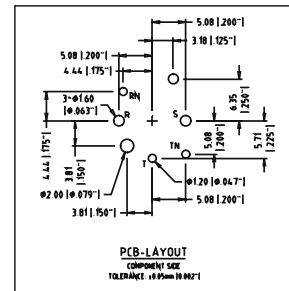 5.08 |.200"|
3.18 |.125"|
5.08 |.200"|
4.44 |.175"|
RN
3-ø1.60
|ø.063"|
R
S
6.35
|.250"|
4.44 |.175"|
3.81
|.150"|
TN
5.08
|.200"|
5.71
|.225"|
T
ø2.00 |ø.079"|
ø1.20 |ø.047"|
3.81 |.150"|
5.08 |.200"|
PCB-LAYOUT
COMPONENT SIDE
TOLERANCE: ±0.05mm |0.002"|